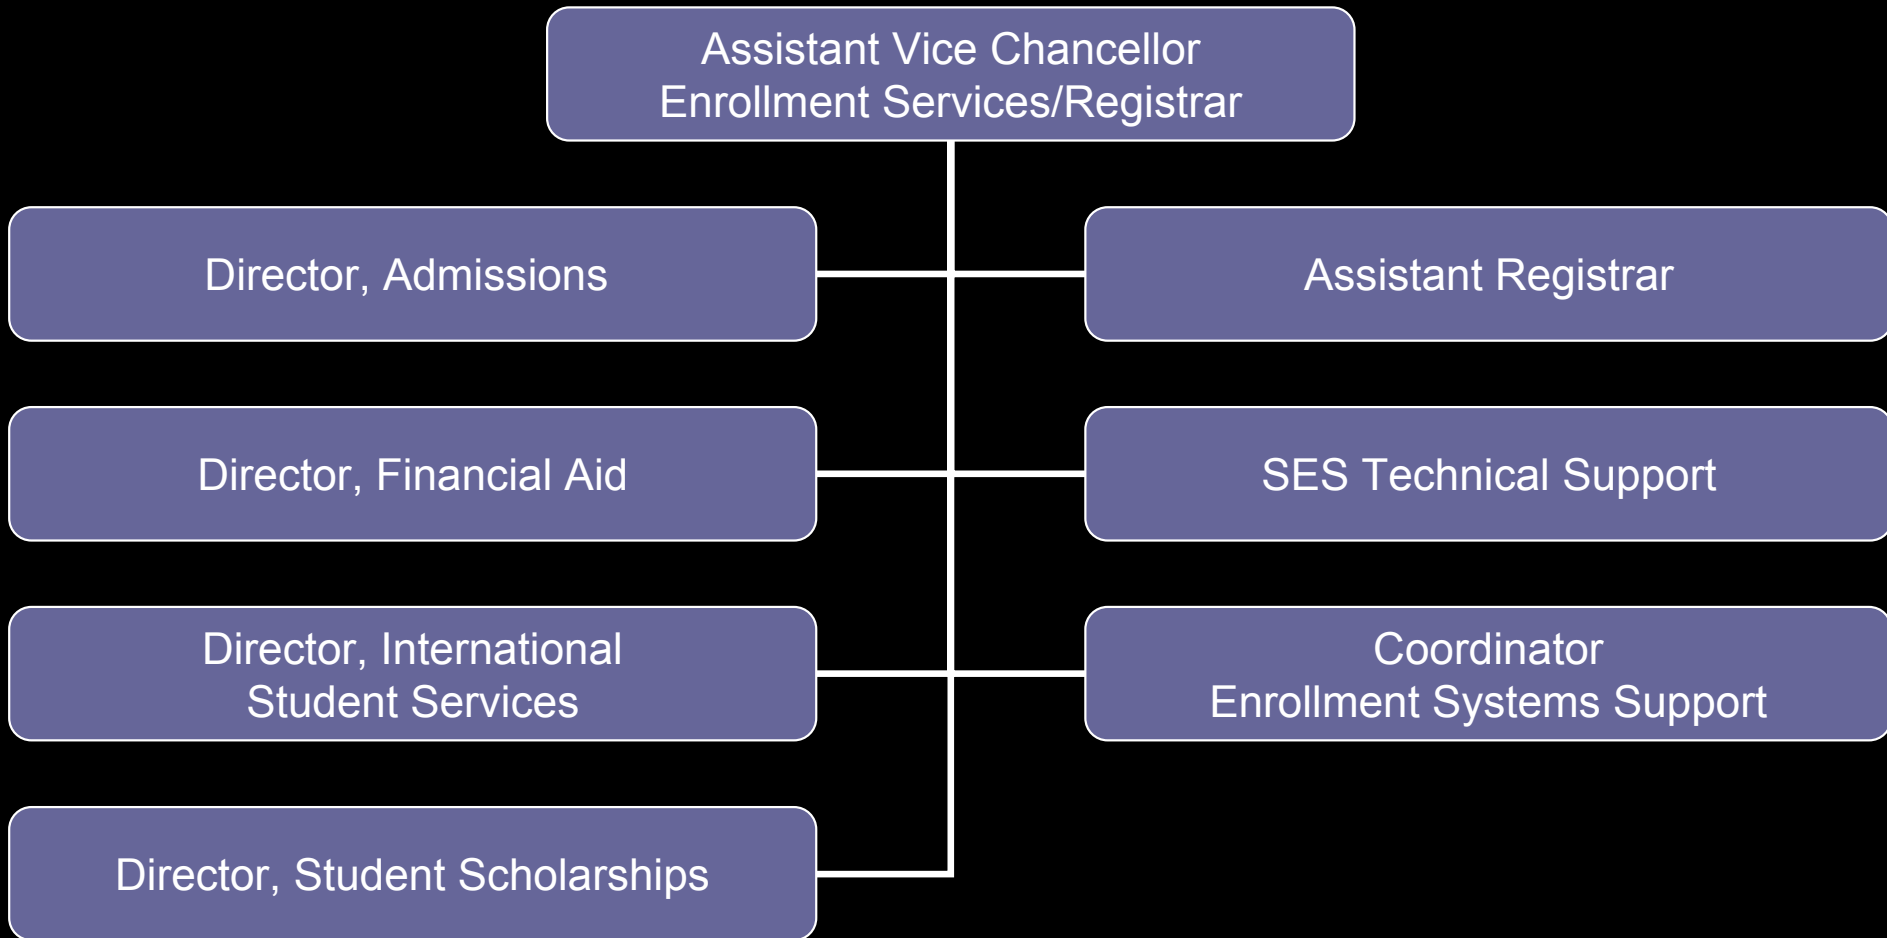 Assistant Vice Chancellor
Enrollment Services/Registrar
Director, Admissions
Assistant Registrar
Director, Financial Aid
SES Technical Support
Director, International
Student Services
Coordinator
Enrollment Systems Support
Director, Student Scholarships